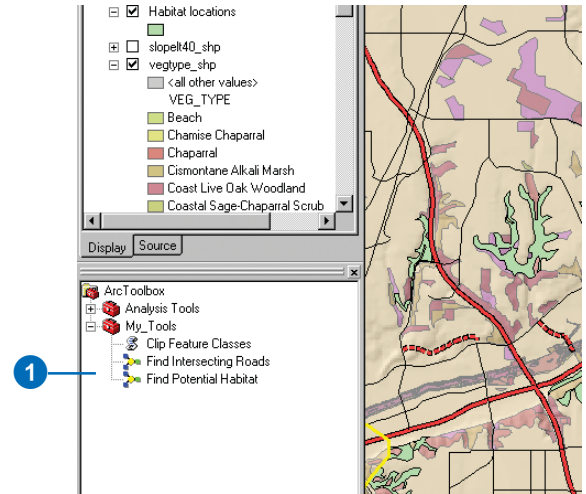 Habitat locations
slopelt40_shp
vegtype_shp
<all other values>
VEG_TYPE
Beach
Chamise Chaparral
Chaparral
Cismontane Alkali Marsh
Coast Live Oak Woodland
Coastal Sage-Chaparral Scrub
Display Source
ArcToolbox
Analysis Tools
My_Tools
Clip Feature Classes
Find Intersecting Roads
1
Find Potential Habitat